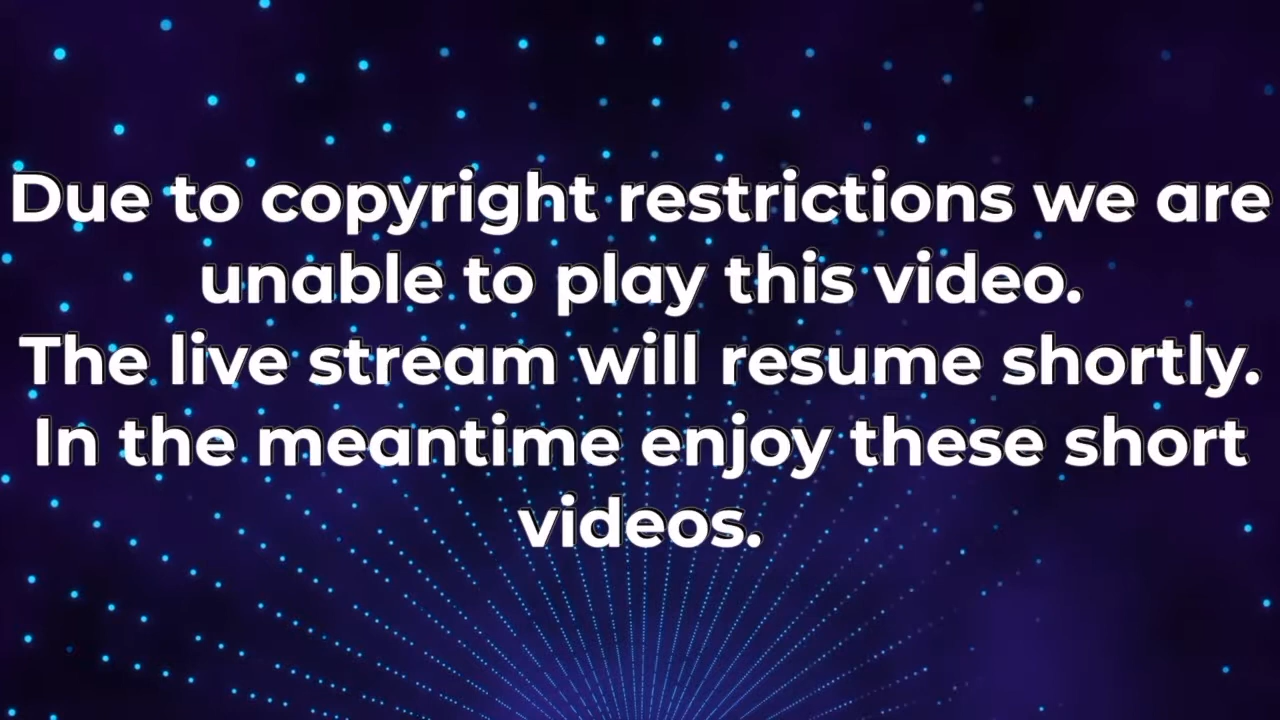 Due to copyright restrictions we are
unable to play this video.
The live stream will resume shortly.
In the meantime enjoy these short
videos.